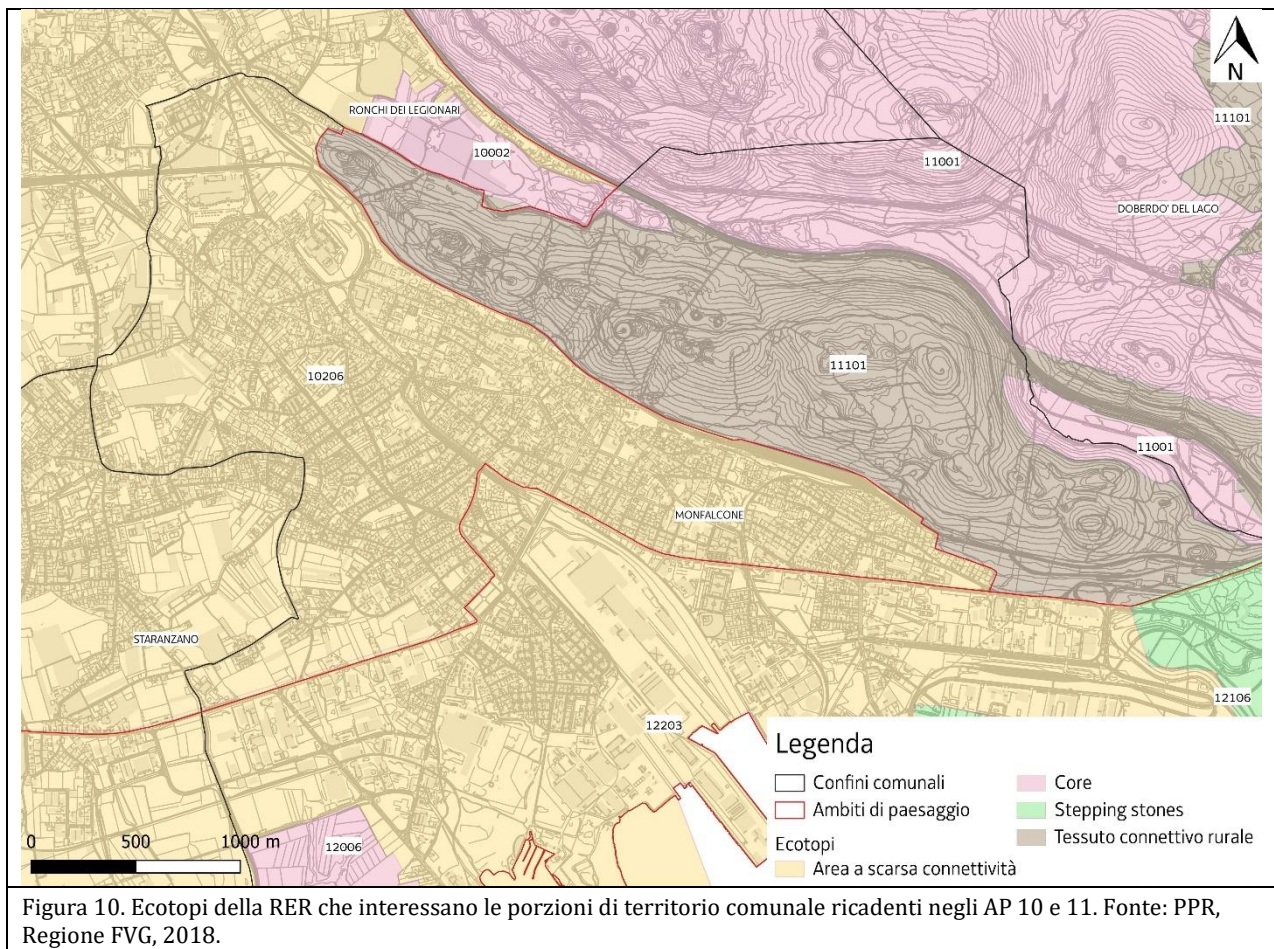 N
RONCHI DEI LEGIONARI
10002
11001
11101
DOBERDO' DEL LAGO
10206
11101
11001
MONFALCONE
STARANZANO
12203
12106
12006
0 500 1000 m
Legenda
Confini comunali
Ambiti di paesaggio
Ecotopi
Area a scarsa connettività
Core
Stepping stones
Tessuto connettivo rurale
Figura 10. Ecotopi della RER che interessano le porzioni di territorio comunale ricadenti negli AP 10 e 11. Fonte: PPR,
Regione FVG, 2018.